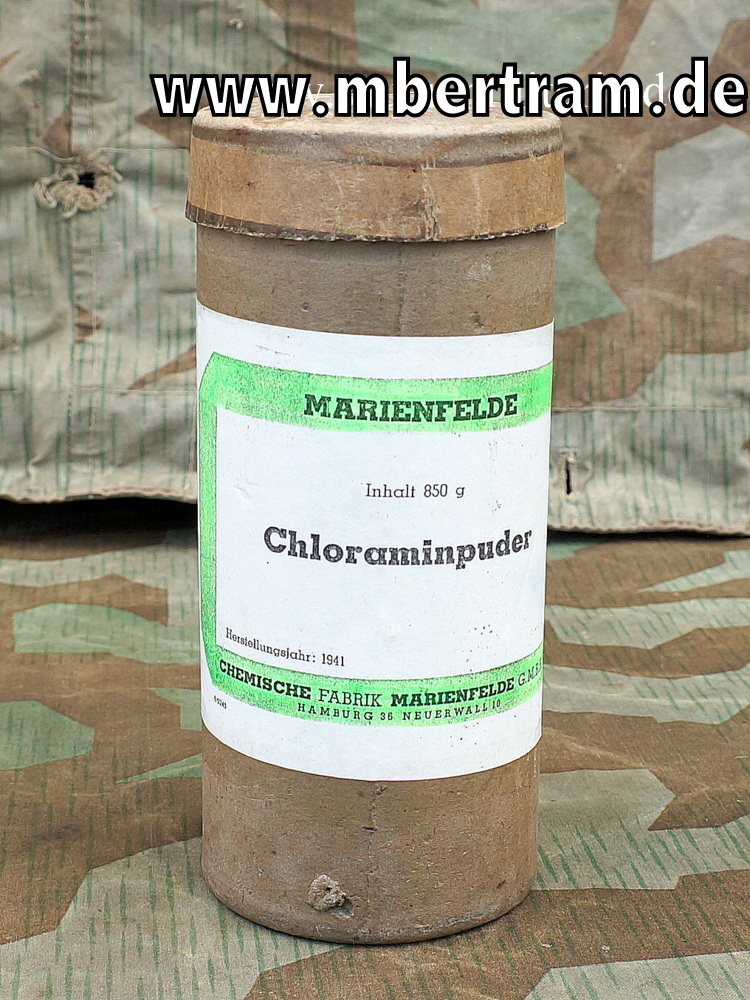 www.mbertram.de
MARIENFELDE
Inhalt 850 g
Chloraminpuder
Herstellungsjahr: 1941
CHEMISCHE FABRIK MARIENFELDE G.M.B.
HAMBURG 36 NEUERWALL 10